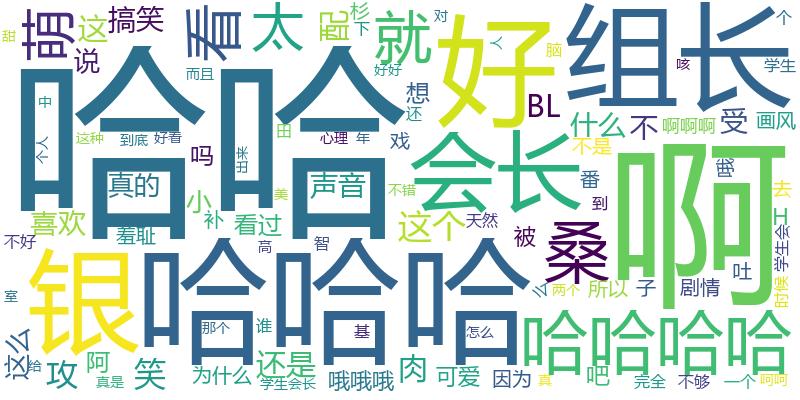 甜
萌
这
搞笑
看
太
配
杉
下
就
对
好
人
组长
个
说
而且
好好
脑
咳
学生
哈哈
想
还
BL
什么
不
啊啊啊
受
画风
中
个人
这种
到底
好看
田
心理
年
戏
出来
吗
会长
不是
啊
真的
声音
美
不错
番
到
去
喜欢
小
补
看过
这个
天然
被
桑
学生会
工
不好
羞耻
高
智
吐
银
哈哈哈
么
两个
所以
子
剧情
时候
室
那个
谁
基
怎么
哈哈哈哈
这么
给
攻
阿
真是
笑
为什么
还是
学生会长
哦哦哦
肉
可爱
因为
真
吧
完全
不够
一个
呵呵